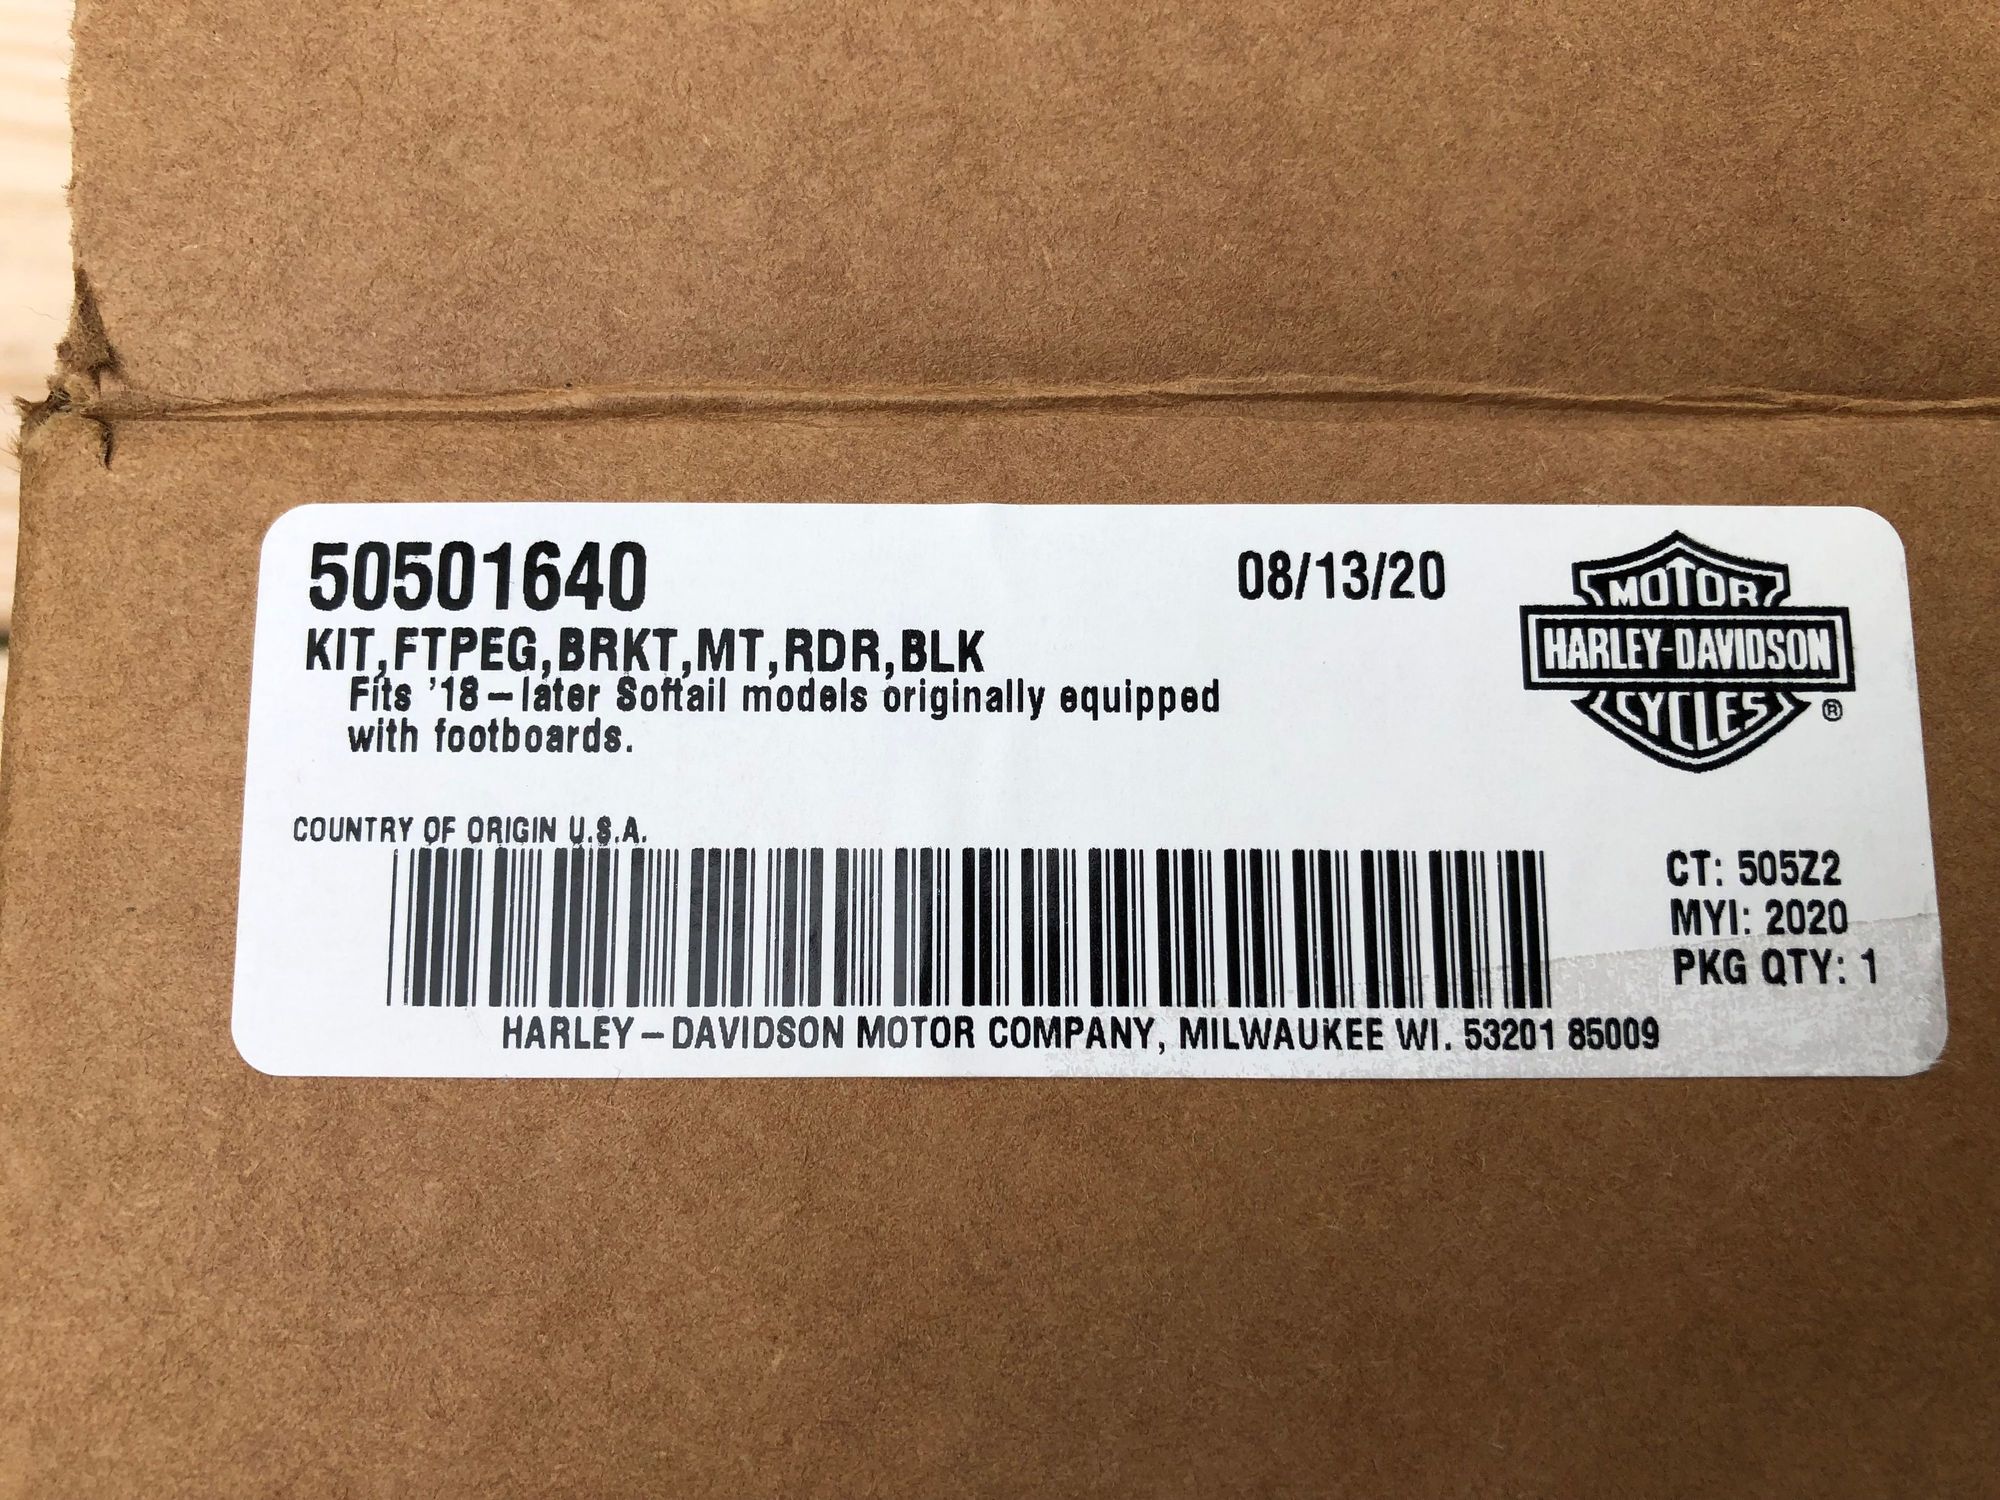 50501640
08/13/20
KIT,FTPEG,BRKT,MT,RDR,BLK
Fits '18–later Softail models originally equipped
with footboards.
MOTOR
HARLEY-DAVIDSON
CYCLES
®
COUNTRY OF ORIGIN U.S.A.
CT: 505Z2
MYI: 2020
PKG QTY: 1
HARLEY–DAVIDSON MOTOR COMPANY, MILWAUKEE WI. 53201 85009